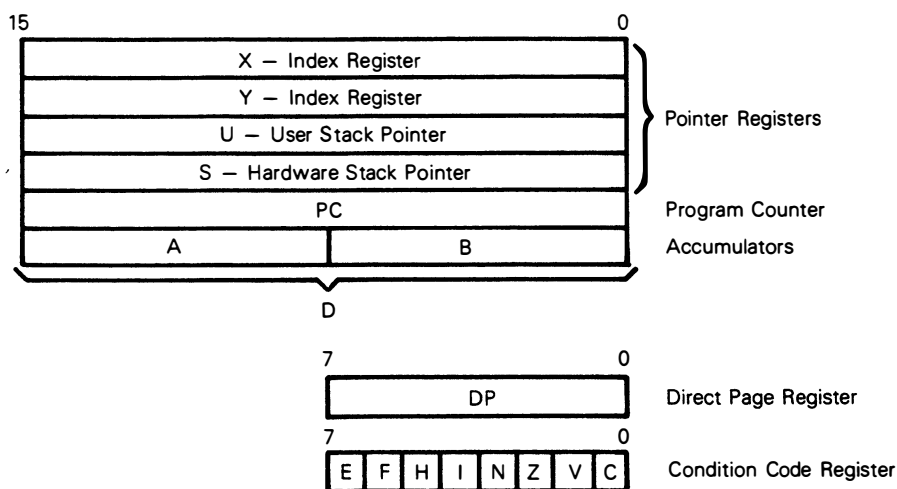 15 0
X – Index Register
Y – Index Register
U – User Stack Pointer
S – Hardware Stack Pointer
Pointer Registers
PC Program Counter
A B Accumulators
D
7 0
DP Direct Page Register
7 0
E F H I N Z V C Condition Code Register